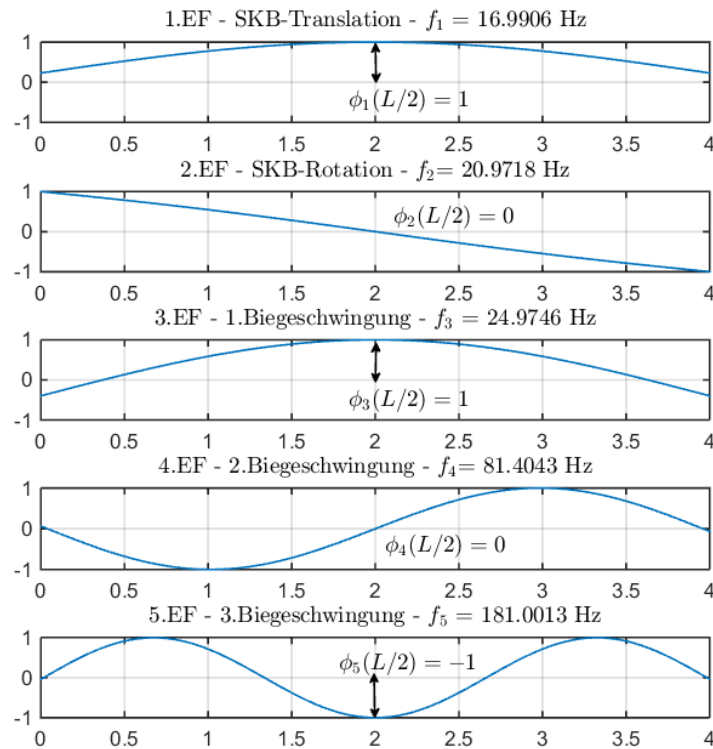 1.EF - SKB-Translation - f₁ = 16.9906 Hz
1
0
-1
ϕ₁(L/2) = 1
0 0.5 1 1.5 2 2.5 3 3.5 4
2.EF - SKB-Rotation - f₂= 20.9718 Hz
1
0
-1
ϕ₂(L/2) = 0
0 0.5 1 1.5 2 2.5 3 3.5 4
3.EF - 1.Biegeschwingung - f₃ = 24.9746 Hz
1
0
-1
ϕ₃(L/2) = 1
0 0.5 1 1.5 2 2.5 3 3.5 4
4.EF - 2.Biegeschwingung - f₄= 81.4043 Hz
1
0
-1
ϕ₄(L/2) = 0
0 0.5 1 1.5 2 2.5 3 3.5 4
5.EF - 3.Biegeschwingung - f₅ = 181.0013 Hz
1
0
-1
ϕ₅(L/2) = −1
0 0.5 1 1.5 2 2.5 3 3.5 4